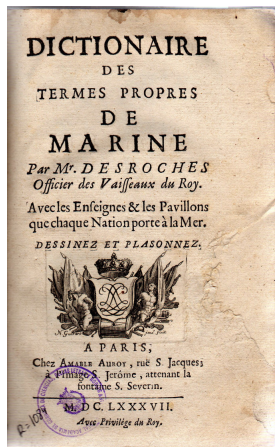 DICTIONAIRE
DES
TERMES PROPRES
DE
MARINE
Par Mr. DESROCHES
Officier des Vaisseaux du Roy.
Avec les Enseignes & les Pavillons
que chaque Nation porte à la Mer.
DESSINEZ ET PLASONNEZ.
A PARIS,
Chez AMABLE AUROY, ruë S. Jacques;
à l'Image S. Jerôme, attenant la
fontaine S. Severin.
M. DC. LXXXVII.
Avec Privilége du Roy.